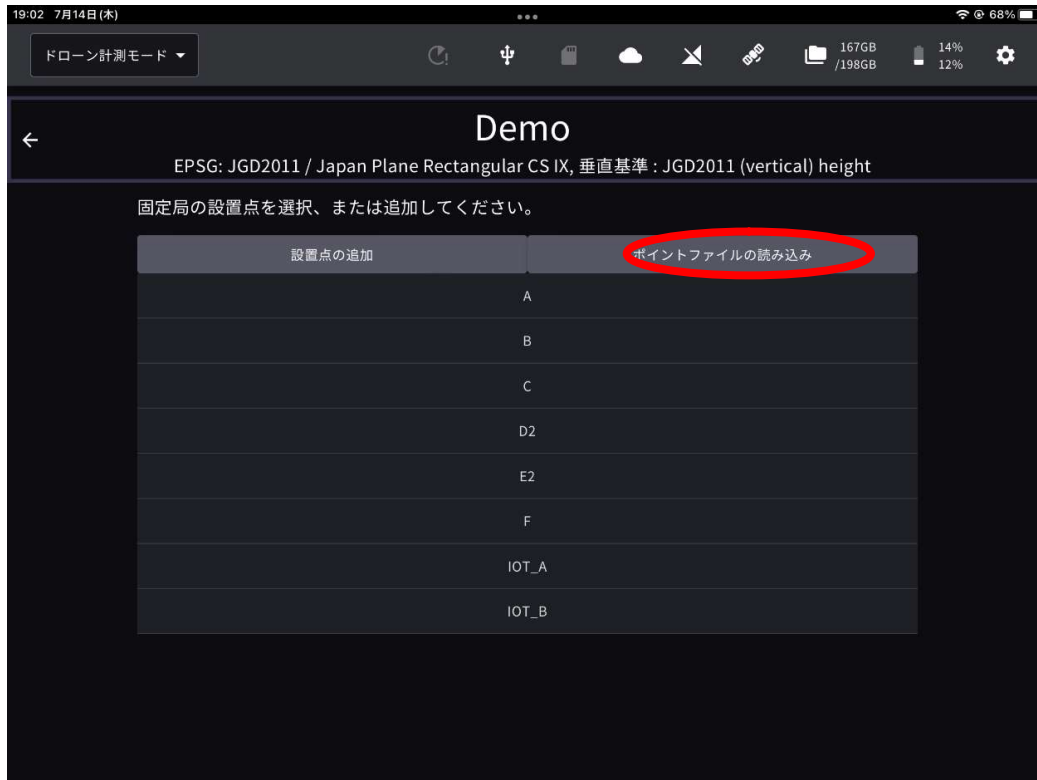 19:02 7月14日(木)
68%
ドローン計測モード
167GB
/198GB
14%
12%
Demo
EPSG: JGD2011 / Japan Plane Rectangular CS IX, 垂直基準 : JGD2011 (vertical) height
固定局の設置点を選択、または追加してください。
設置点の追加
ポイントファイルの読み込み
A
B
C
D2
E2
F
IOT_A
IOT_B